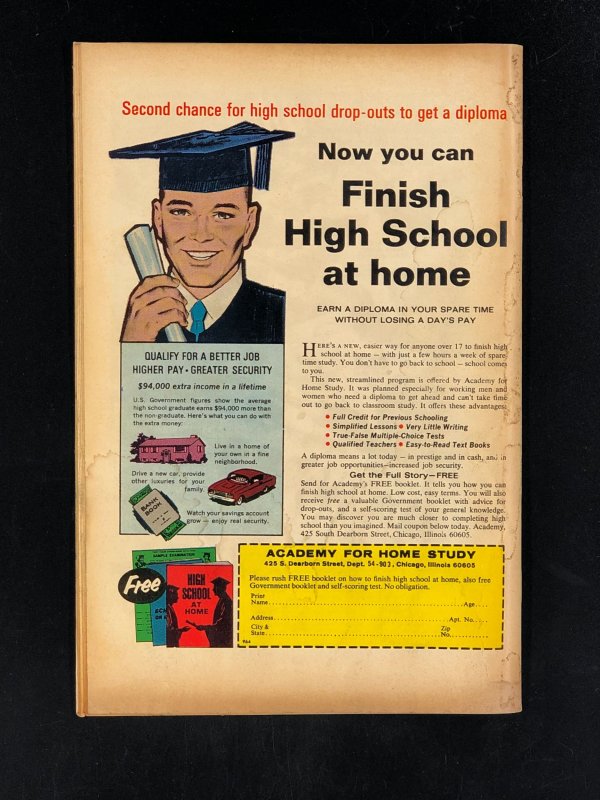 Second chance for high school drop-outs to get a diploma
Now you can
Finish
High School
at home
EARN A DIPLOMA IN YOUR SPARE TIME
WITHOUT LOSING A DAY'S PAY
QUALIFY FOR A BETTER JOB
HIGHER PAY • GREATER SECURITY
$94,000 extra income in a lifetime
U.S. Government figures show the average
high school graduate earns $94,000 more than
the non-graduate. Here's what you can do with
the extra money:
Live in a home of
your own in a fine
neighborhood.
Drive a new car, provide
other luxuries for your
family.
BANK
BOOK
Watch your savings account
grow — enjoy real security.
HERE'S A NEW, easier way for anyone over 17 to finish high
school at home — with just a few hours a week of spare-
time study. You don't have to go back to school — school comes
to you.
This new, streamlined program is offered by Academy for
Home Study. It was planned especially for working men and
women who need a diploma to get ahead and can't take time
out to go back to classroom study. It offers these advantages:
• Full Credit for Previous Schooling
• Simplified Lessons • Very Little Writing
• True-False Multiple-Choice Tests
• Qualified Teachers • Easy-to-Read Text Books
A diploma means a lot today — in prestige and in cash, and in
greater job opportunities—increased job security.
Get the Full Story—FREE
Send for Academy's FREE booklet. It tells you how you can
finish high school at home. Low cost, easy terms. You will also
receive free a valuable Government booklet with advice for
drop-outs, and a self-scoring test of your general knowledge.
You may discover you are much closer to completing high
school than you imagined. Mail coupon below today. Academy,
425 South Dearborn Street, Chicago, Illinois 60605.
Free
SAMPLE EXAMINATION
HIGH
SCHOOL
AT
HOME
ACADEMY FOR HOME STUDY
425 S. Dearborn Street, Dept. 54-903, Chicago, Illinois 60605
Please rush FREE booklet on how to finish high school at home, also free
Government booklet and self-scoring test. No obligation.
Print
Name Age
Address Apt. No.
City & Zip
State No.
964